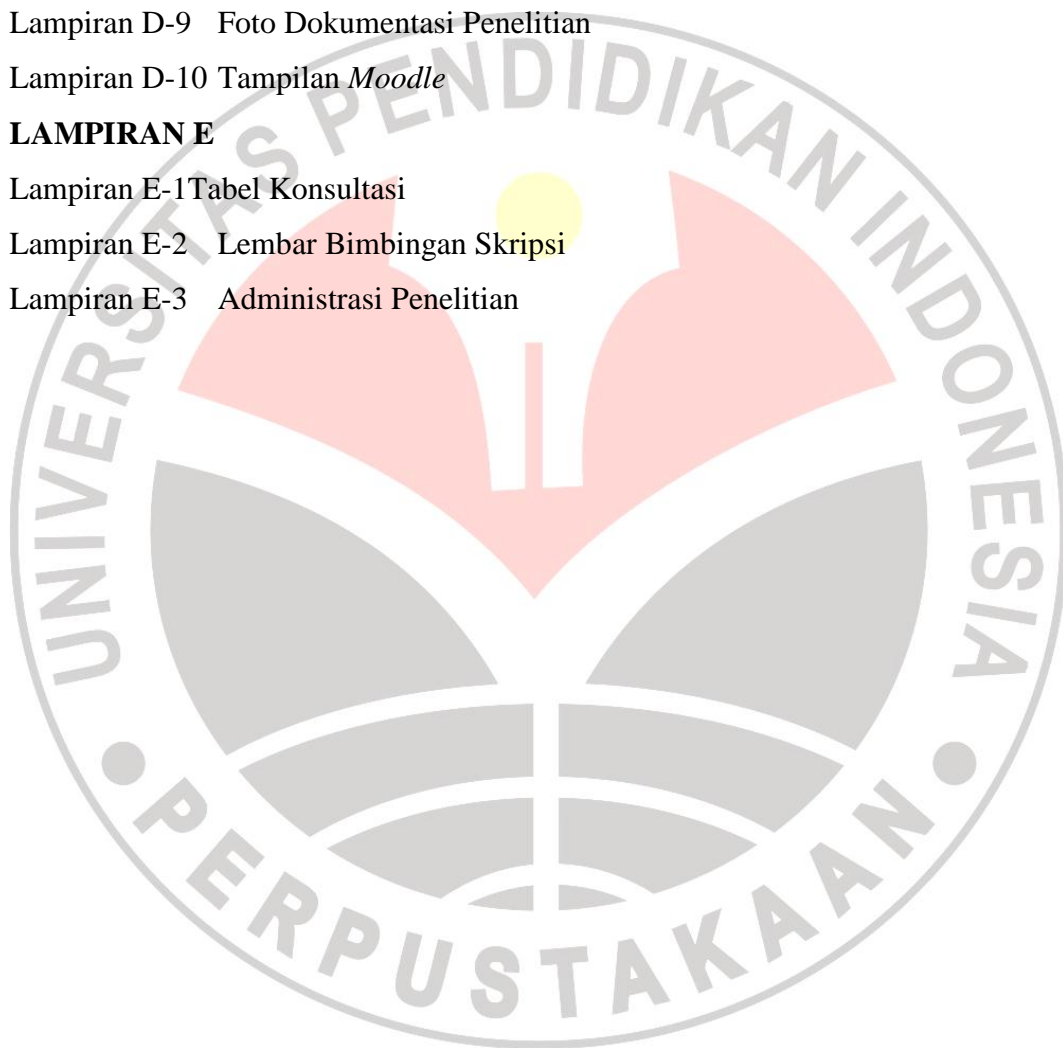 Lampiran D-9 Foto Dokumentasi Penelitian
Lampiran D-10 Tampilan Moodle
LAMPIRAN E
Lampiran E-1Tabel Konsultasi
Lampiran E-2 Lembar Bimbingan Skripsi
Lampiran E-3 Administrasi Penelitian
UNIVERSITAS PENDIDIKAN INDONESIA
PERPUSTAKAAN